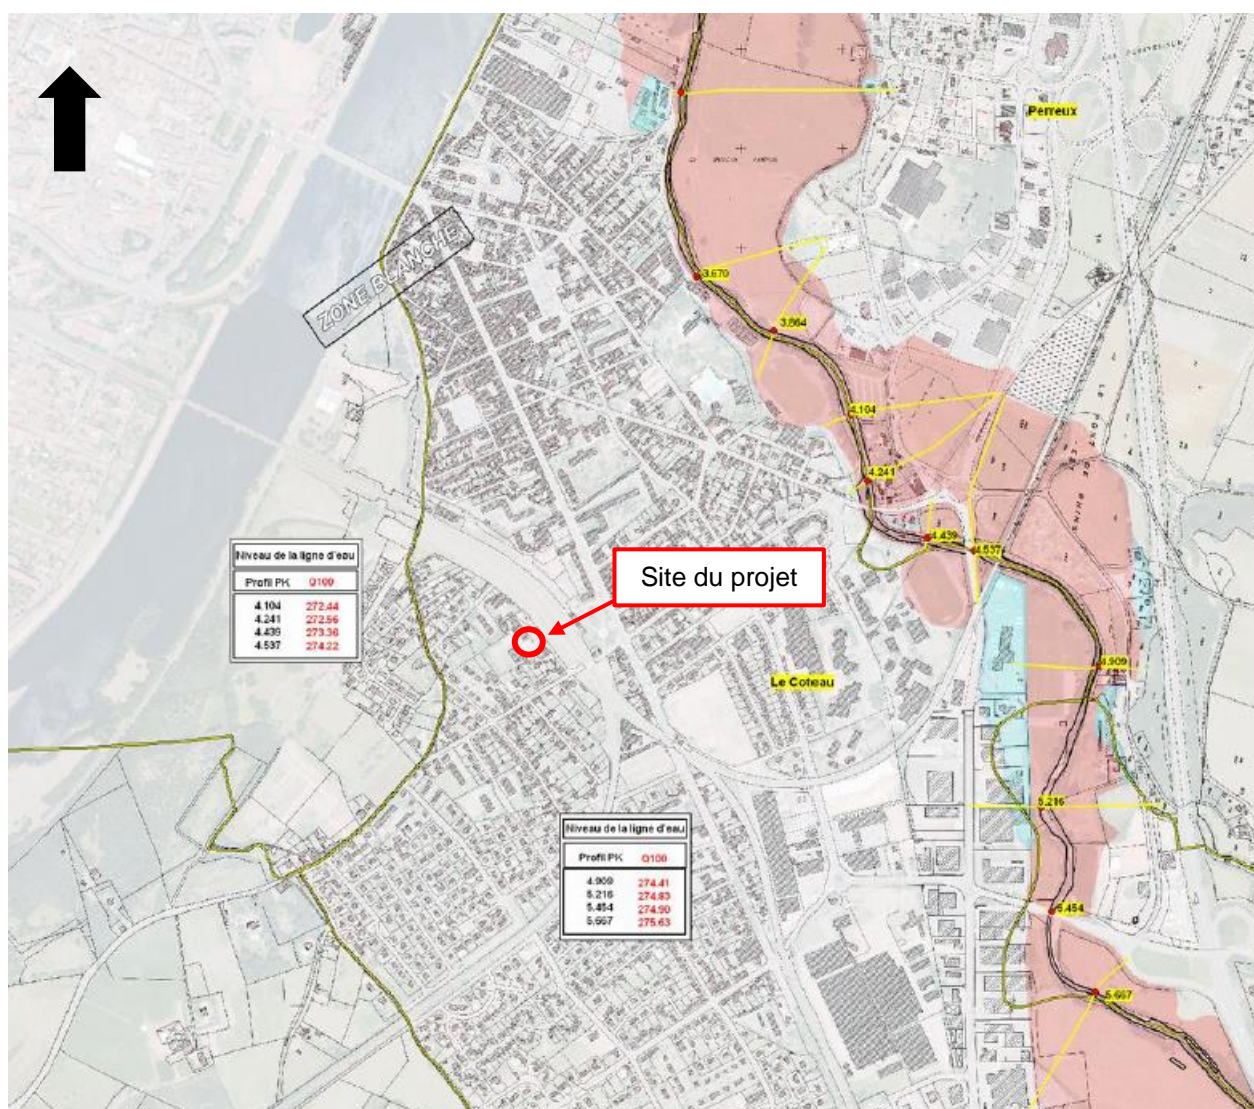 Perreux
ZONE BLANCHE
3.670
3.864
4.104
4.241
4.439
4.537
Niveau de la ligne d'eau
Profil PK Q100
4.104 272.44
4.241 272.56
4.439 273.36
4.537 274.22
Site du projet
4.909
Le Coteau
5.216
Niveau de la ligne d'eau
Profil PK Q100
4.909 274.41
5.216 274.83
5.454 274.90
5.667 275.63
5.454
5.667